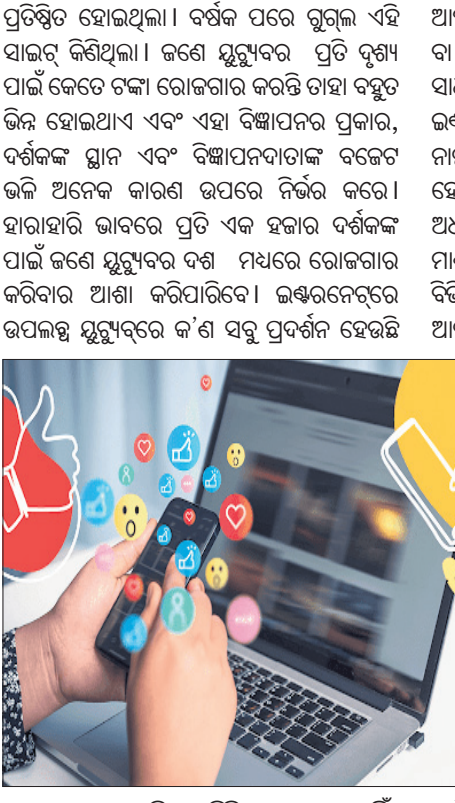 ପ୍ରତିଷ୍ଠିତ ହୋଇଥିଲା। ବର୍ଷକ ପରେ ଗୁଗ୍‌ଲ ଏହି
ସାଇଟ୍ କିଣିଥିଲା। ଜଣେ ୟୁଟ୍ୟୁବର ପ୍ରତି ଦୃଶ୍ୟ
ପାଇଁ କେତେ ଟଙ୍କା ରୋଜଗାର କରନ୍ତି ତାହା ବହୁତ
ଭିନ୍ନ ହୋଇଥାଏ ଏବଂ ଏହା ବିଜ୍ଞାପନର ପ୍ରକାର,
ଦର୍ଶକଙ୍କ ସ୍ଥାନ ଏବଂ ବିଜ୍ଞାପନଦାତାଙ୍କ ବଜେଟ
ଭଳି ଅନେକ କାରଣ ଉପରେ ନିର୍ଭର କରେ।
ହାରାହାରି ଭାବରେ ପ୍ରତି ଏକ ହଜାର ଦର୍ଶକଙ୍କ
ପାଇଁ ଜଣେ ୟୁଟ୍ୟୁବର ଦଶ ମଧ୍ୟରେ ରୋଜଗାର
କରିବାର ଆଶା କରିପାରିବେ। ଇଣ୍ଟରନେଟ୍‌ରେ
ଉପଲବ୍ଧ ୟୁଟ୍ୟୁବ୍‌ରେ କ'ଣ ସବୁ ପ୍ରଦର୍ଶନ ହେଉଛି